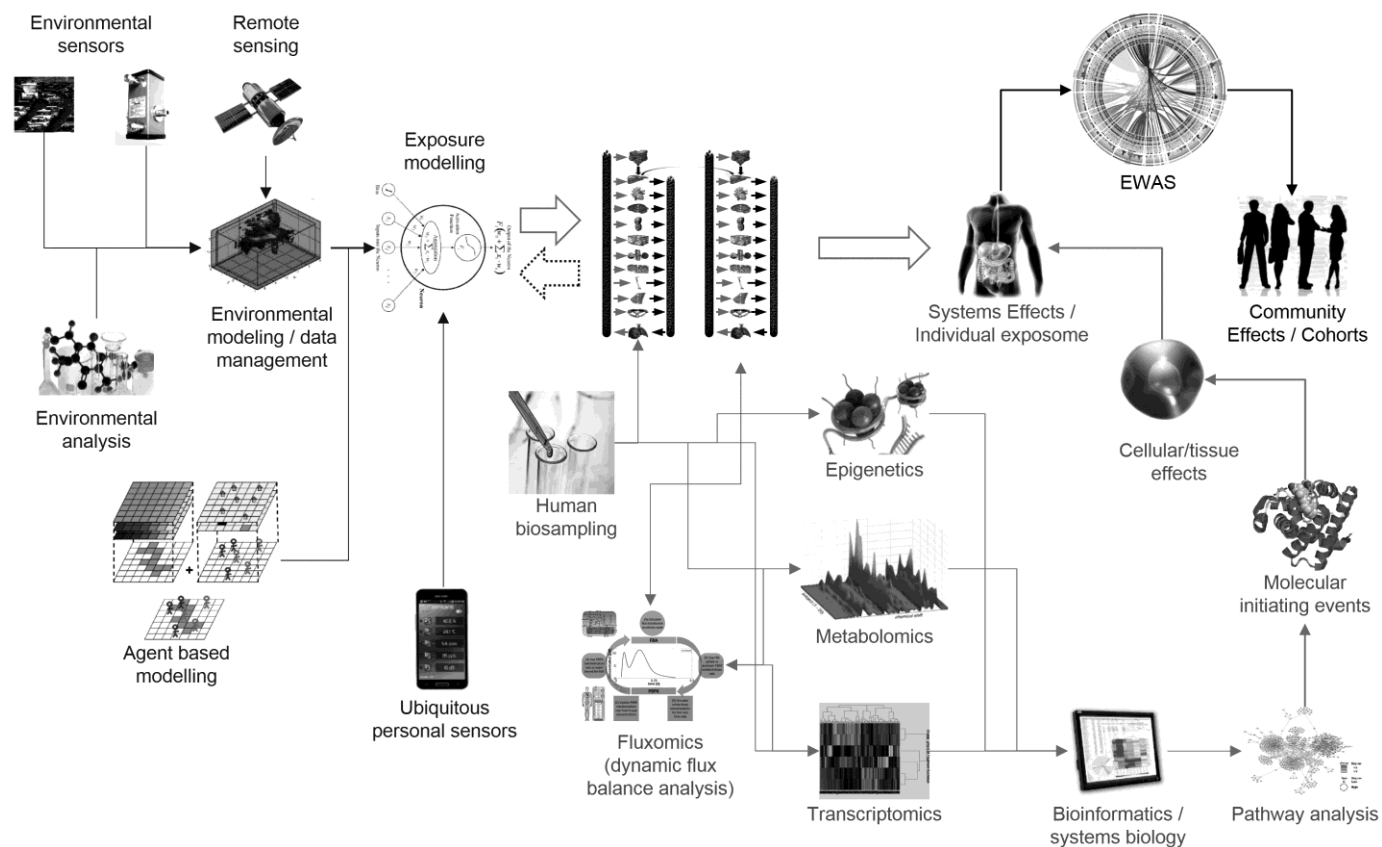 Environmental
sensors
Remote
sensing
Exposure
modelling
EWAS
Environmental
modeling / data
management
Systems Effects /
Individual exposome
Community
Effects / Cohorts
Environmental
analysis
Human
biosampling
Epigenetics
Cellular/tissue
effects
Metabolomics
Molecular
initiating events
Agent based
modelling
Ubiquitous
personal sensors
Fluxomics
(dynamic flux
balance analysis)
Transcriptomics
Bioinformatics /
systems biology
Pathway analysis